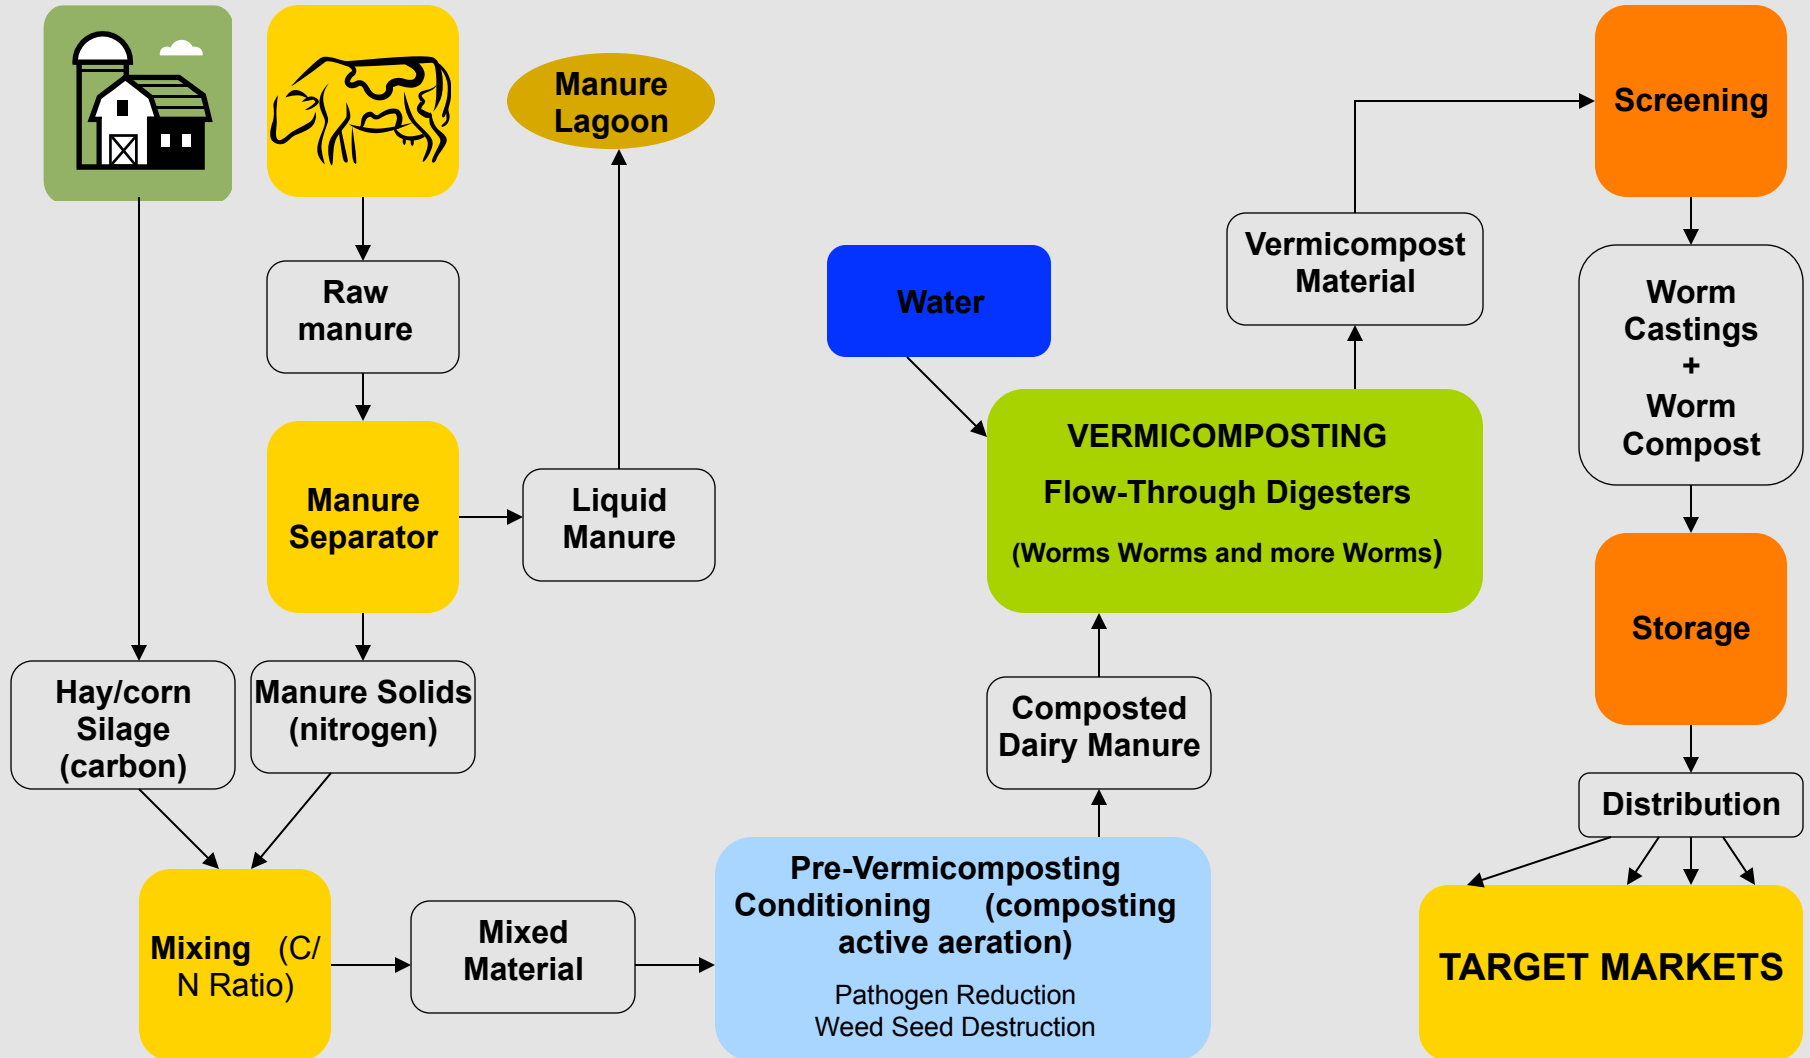 Manure
Lagoon
Screening
Raw
manure
Water
Vermicompost
Material
Worm
Castings
+
Worm
Compost
Manure
Separator
Liquid
Manure
VERMICOMPOSTING
Flow-Through Digesters
(Worms Worms and more Worms)
Storage
Hay/corn
Silage
(carbon)
Manure Solids
(nitrogen)
Composted
Dairy Manure
Distribution
Mixing (C/
N Ratio)
Mixed
Material
Pre-Vermicomposting
Conditioning (composting
active aeration)
Pathogen Reduction
Weed Seed Destruction
TARGET MARKETS